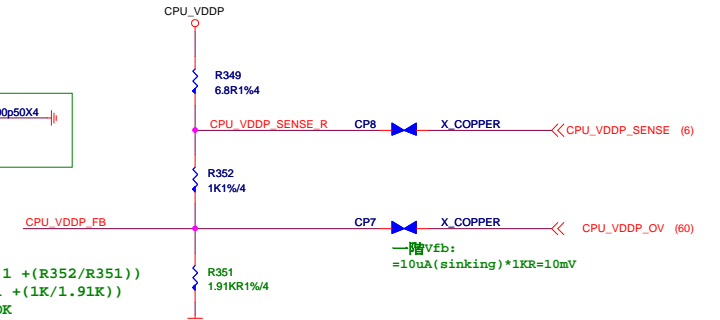 CPU_VDDP
R349
6.8R1%4
00p50X4
CPU_VDDP_SENSE_R
CP8
X_COPPER
CPU_VDDP_SENSE (6)
R352
1K1%/4
CPU_VDDP_FB
CP7
X_COPPER
CPU_VDDP_OV (60)
一階Vfb:
=10uA(sinking)*1KR=10mV
R351
1.91KR1%/4
1 +(R352/R351))
+(1K/1.91K))
OK